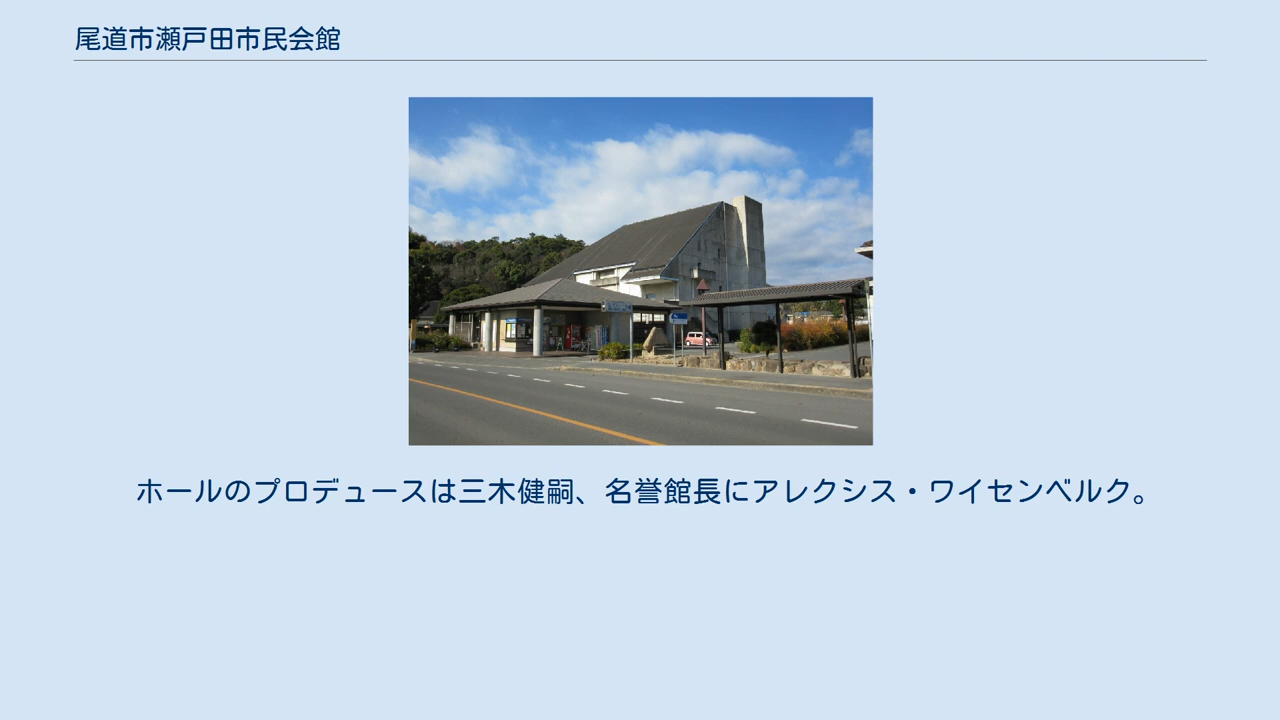 尾道市瀬戸田市民会館
ホールのプロデュースは三木健嗣、名誉館長にアレクシス・ワイセンベルク。